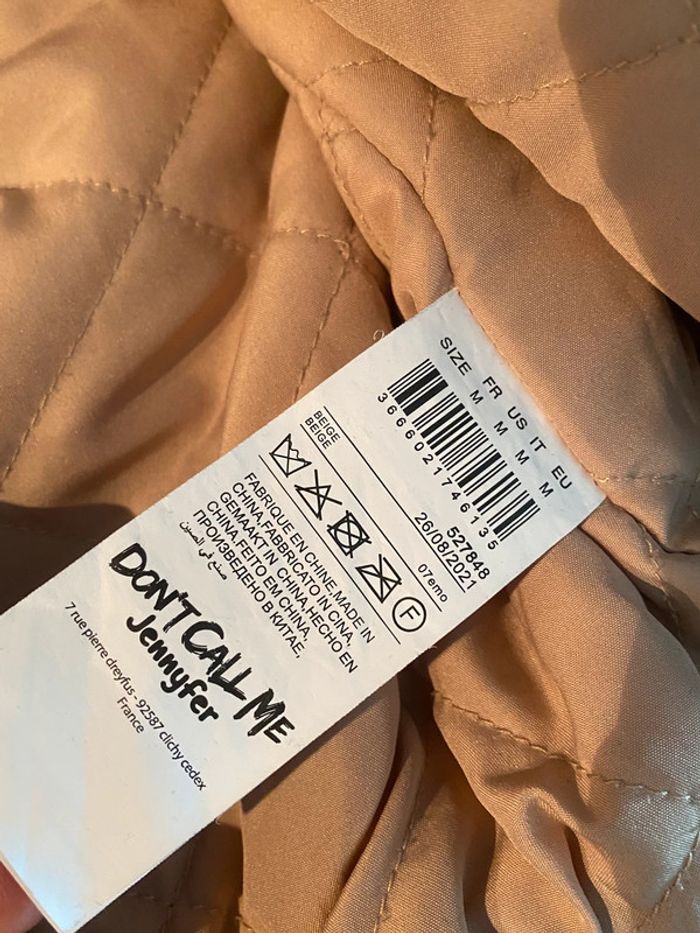 SIZE FR US IT EU
M M M M
3666021746135
527848
26/08/2021
07emo
BEIGE
BEIGE
F
FABRIQUE EN CHINE,MADE IN
CHINA,FABBRICATO IN CINA,
GEMAAKT IN CHINA,HECHO EN
CHINA,FEITO EM CHINA,
ПРОИЗВЕДЕНО В КИТАЕ,
صنع في الصين
DON'T CALL ME
Jennyfer
7 rue pierre dreyfus - 92587 clichy cedex
France